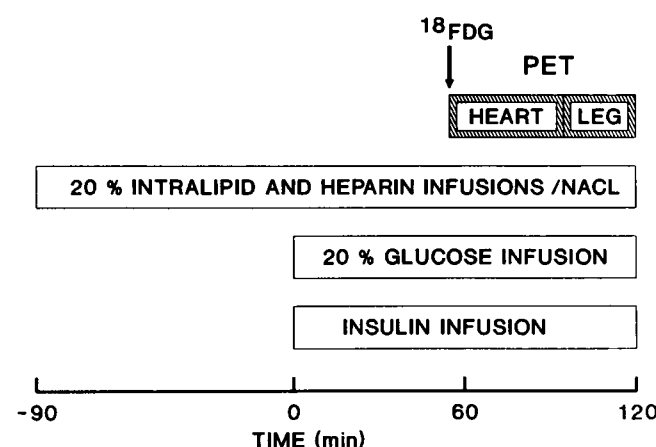 18FDG
PET
HEART LEG
20 % INTRALIPID AND HEPARIN INFUSIONS /NACL
20 % GLUCOSE INFUSION
INSULIN INFUSION
-90 0 60 120
TIME (min)